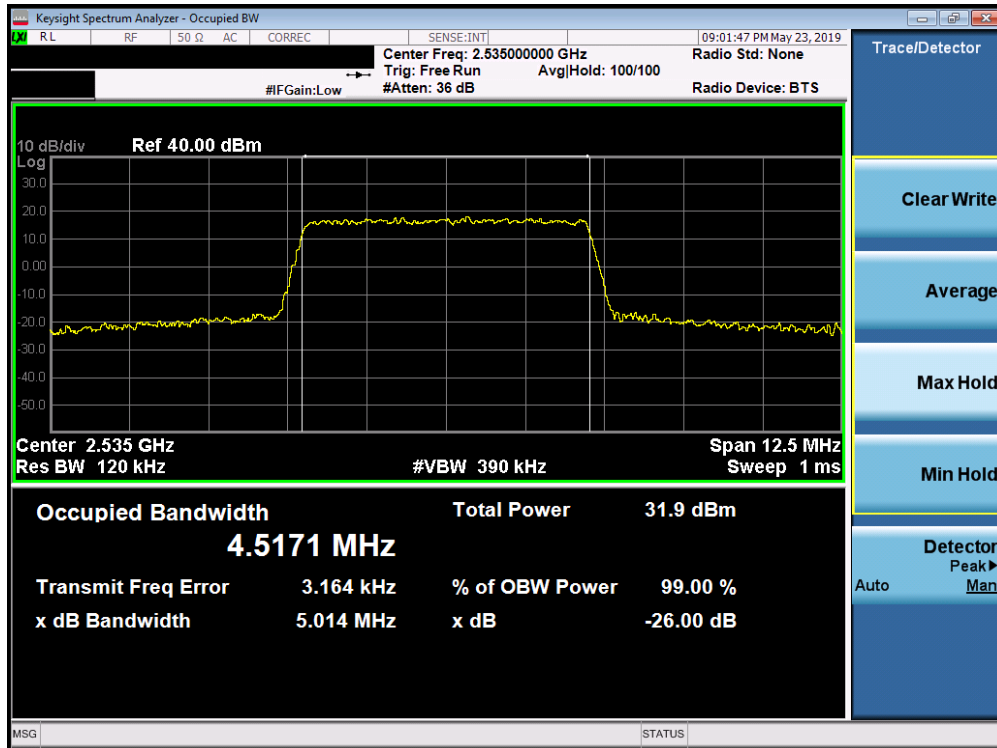 Keysight Spectrum Analyzer - Occupied BW
LXI RL RF 50 Ω AC CORREC SENSE:INT 09:01:47 PM May 23, 2019
Center Freq: 2.535000000 GHz Radio Std: None
Trig: Free Run Avg|Hold: 100/100
#IFGain:Low #Atten: 36 dB Radio Device: BTS
10 dB/div Ref 40.00 dBm
Log
30.0
20.0
10.0
0.00
-10.0
-20.0
-30.0
-40.0
-50.0
Center 2.535 GHz Span 12.5 MHz
Res BW 120 kHz #VBW 390 kHz Sweep 1 ms
Occupied Bandwidth Total Power 31.9 dBm
4.5171 MHz
Transmit Freq Error 3.164 kHz % of OBW Power 99.00 %
x dB Bandwidth 5.014 MHz x dB -26.00 dB
Trace/Detector
Clear Write
Average
Max Hold
Min Hold
Detector
Peak▶
Auto Man
MSG STATUS